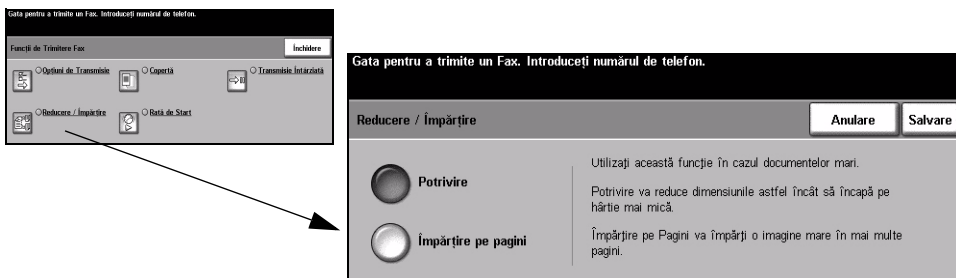 Gata pentru a trimite un Fax. Introduceți numărul de telefon.
Funcții de Trimitere Fax
Închidere
Opțiuni de Transmisie
Copertă
Transmisie Întârziată
Reducere / Împărțire
Rată de Start
Gata pentru a trimite un Fax. Introduceți numărul de telefon.
Reducere / Împărțire
Anulare
Salvare
Potrivire
Împărțire pe pagini
Utilizați această funcție în cazul documentelor mari.
Potrivire va reduce dimensiunile astfel încât să încapă pe
hârtie mai mică.
Împărțire pe Pagini va împărți o imagine mare în mai multe
pagini.